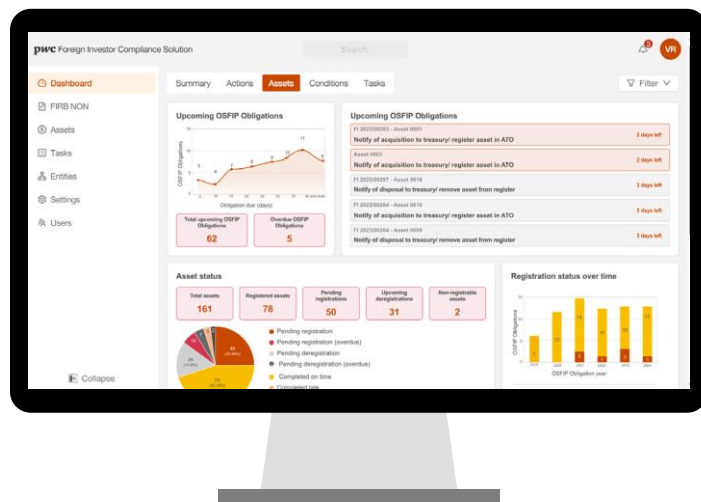 pwc Foreign Investor Compliance Solution
Search
3
VR
Dashboard
FIRB NON
Assets
Tasks
Entities
Settings
Users
Collapse
Summary Actions Assets Conditions Tasks
Filter
Upcoming OSFIP Obligations
OSFIP Obligations
Obligation due (days)
Total upcoming OSFIP Obligations
62
Overdue OSFIP Obligations
5
Upcoming OSFIP Obligations
Notify of acquisition to treasury/ register asset in ATO
2 days left
Asset 0003
Notify of acquisition to treasury/ register asset in ATO
2 days left
Notify of disposal to treasury/ remove asset from register
3 days left
Notify of acquisition to treasury/ register asset in ATO
3 days left
Notify of disposal to treasury/ remove asset from register
3 days left
Asset status
Total assets
161
Registered assets
78
Pending registrations
50
Upcoming deregistrations
31
Non-registrable assets
2
Pending registration
Pending registration (overdue)
Pending deregistration
Pending deregistration (overdue)
Completed on time
Completed late
Registration status over time
OSFIP Obligations
OSFIP Obligation year